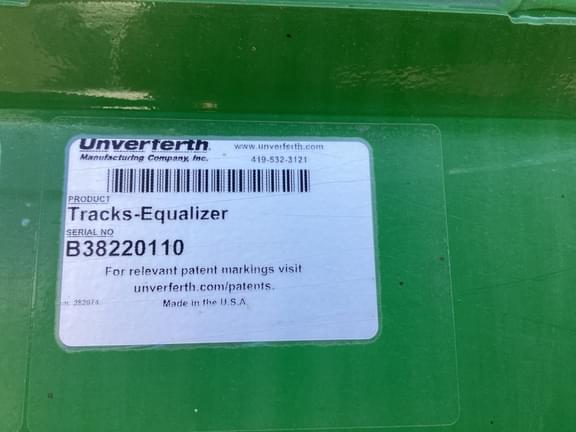 Unverferth
www.unverferth.com
Manufacturing Company, Inc.
419-532-3121
PRODUCT
Tracks-Equalizer
SERIAL NO
B38220110
For relevant patent markings visit
unverferth.com/patents.
Made in the U.S.A.